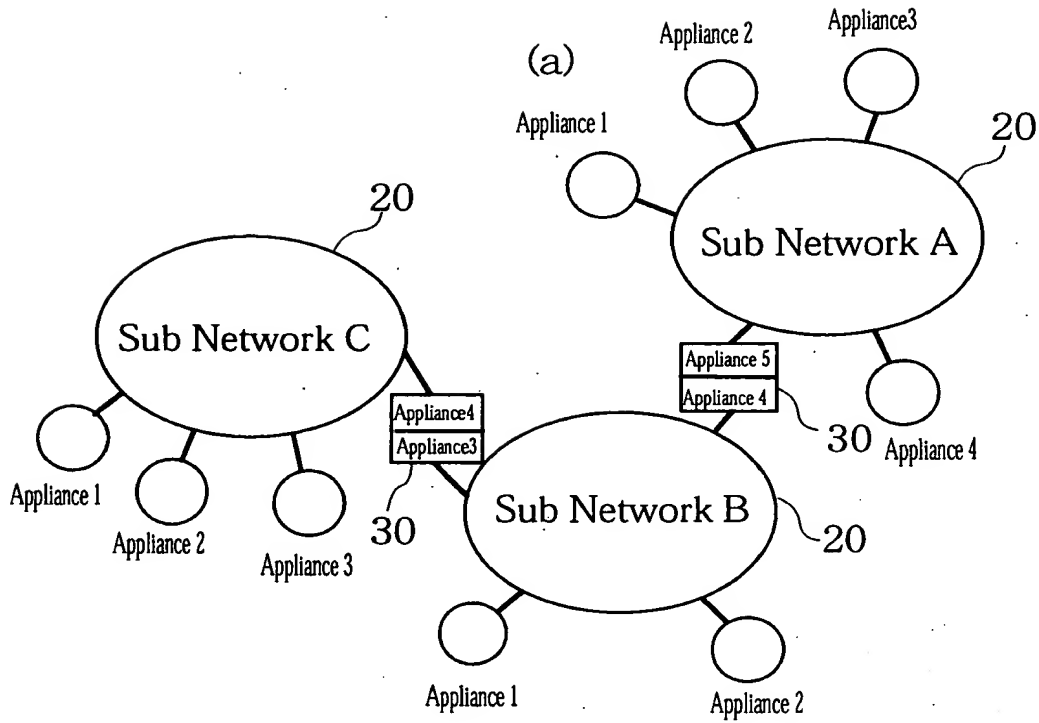 (a)
Appliance 2
Appliance3
Appliance 1
20
Sub Network A
20
Sub Network C
Appliance 5
Appliance 4
30
Appliance 4
Appliance4
Appliance3
30
Appliance 1
Appliance 2
Appliance 3
Sub Network B
20
Appliance 1
Appliance 2